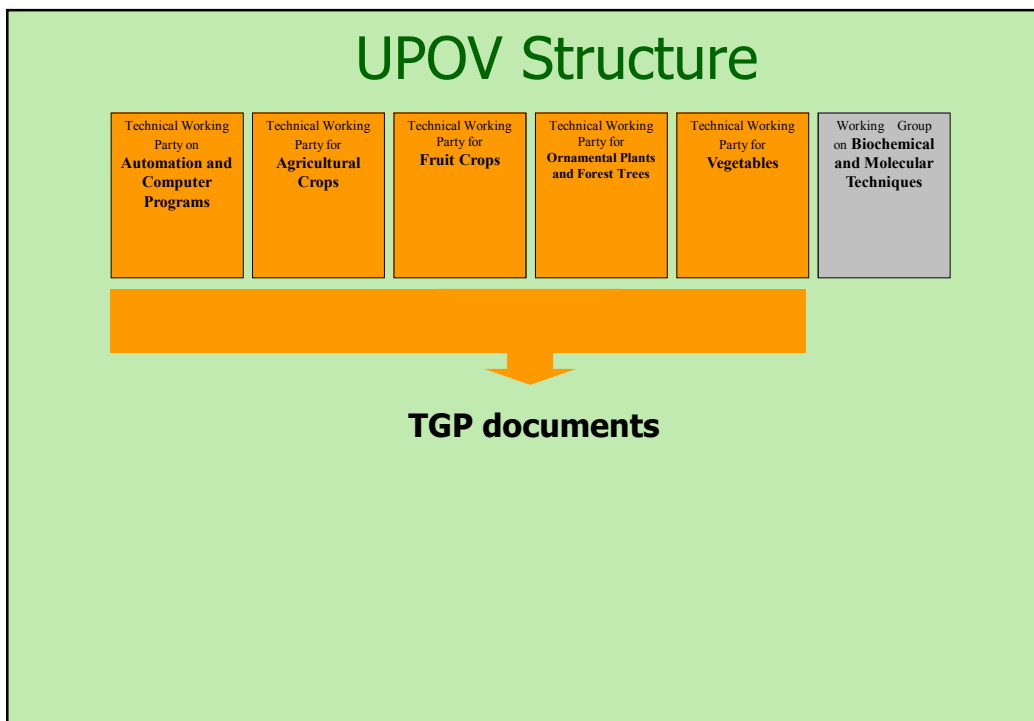 UPOV Structure
Technical Working
Party on
Automation and
Computer
Programs
Technical Working
Party for
Agricultural
Crops
Technical Working
Party for
Fruit Crops
Technical Working
Party for
Ornamental Plants
and Forest Trees
Technical Working
Party for
Vegetables
Working Group
on Biochemical
and Molecular
Techniques
TGP documents